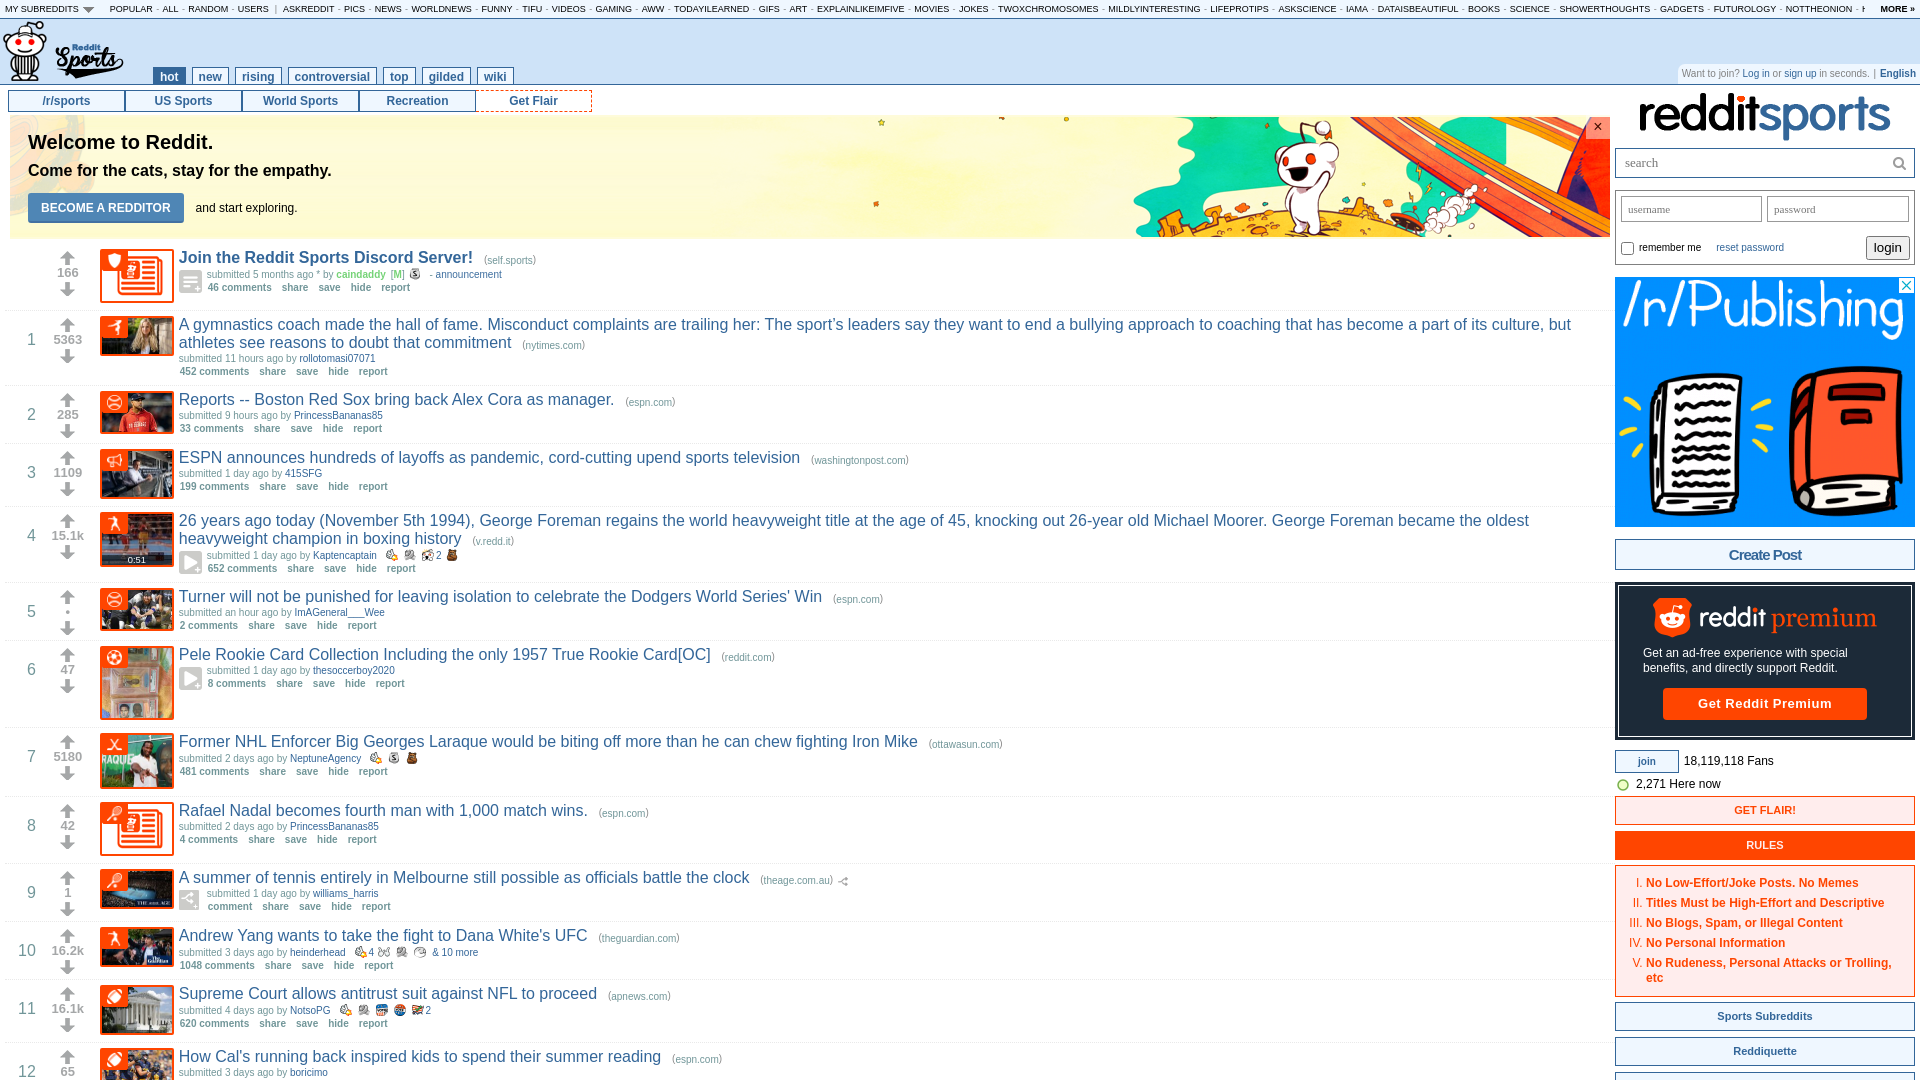 MY SUBREDDITS
POPULAR - ALL - RANDOM - USERS | ASKREDDIT - PICS - NEWS - WORLDNEWS - FUNNY - TIFU - VIDEOS - GAMING - AWW - TODAYILEARNED - GIFS - ART - EXPLAINLIKEIMFIVE - MOVIES - JOKES - TWOXCHROMOSOMES - MILDLYINTERESTING - LIFEPROTIPS - ASKSCIENCE - IAMA - DATAISBEAUTIFUL - BOOKS - SCIENCE - SHOWERTHOUGHTS - GADGETS - FUTUROLOGY - NOTTHEONION -
MORE »
Reddit
Sports
hot new rising controversial top gilded wiki
Want to join? Log in or sign up in seconds. | English
/r/sports US Sports World Sports Recreation Get Flair
Welcome to Reddit.
Come for the cats, stay for the empathy.
BECOME A REDDITOR and start exploring.
×
166
Join the Reddit Sports Discord Server! (self.sports)
submitted 5 months ago * by caindaddy [M] - announcement
46 comments share save hide report
1
5363
A gymnastics coach made the hall of fame. Misconduct complaints are trailing her: The sport's leaders say they want to end a bullying approach to coaching that has become a part of its culture, but
athletes see reasons to doubt that commitment (nytimes.com)
submitted 11 hours ago by rollotomasi07071
452 comments share save hide report
2
285
Reports -- Boston Red Sox bring back Alex Cora as manager. (espn.com)
submitted 9 hours ago by PrincessBananas85
33 comments share save hide report
3
1109
ESPN announces hundreds of layoffs as pandemic, cord-cutting upend sports television (washingtonpost.com)
submitted 1 day ago by 415SFG
199 comments share save hide report
4
15.1k
0:51
26 years ago today (November 5th 1994), George Foreman regains the world heavyweight title at the age of 45, knocking out 26-year old Michael Moorer. George Foreman became the oldest
heavyweight champion in boxing history (v.redd.it)
submitted 1 day ago by Kaptencaptain 2
652 comments share save hide report
5
•
Turner will not be punished for leaving isolation to celebrate the Dodgers World Series' Win (espn.com)
submitted an hour ago by ImAGeneral___Wee
2 comments share save hide report
6
47
Pele Rookie Card Collection Including the only 1957 True Rookie Card[OC] (reddit.com)
submitted 1 day ago by thesoccerboy2020
8 comments share save hide report
7
5180
Former NHL Enforcer Big Georges Laraque would be biting off more than he can chew fighting Iron Mike (ottawasun.com)
submitted 2 days ago by NeptuneAgency
481 comments share save hide report
8
42
Rafael Nadal becomes fourth man with 1,000 match wins. (espn.com)
submitted 2 days ago by PrincessBananas85
4 comments share save hide report
9
1
A summer of tennis entirely in Melbourne still possible as officials battle the clock (theage.com.au)
submitted 1 day ago by williams_harris
comment share save hide report
10
16.2k
Andrew Yang wants to take the fight to Dana White's UFC (theguardian.com)
submitted 3 days ago by heinderhead 4 & 10 more
1048 comments share save hide report
11
16.1k
Supreme Court allows antitrust suit against NFL to proceed (apnews.com)
submitted 4 days ago by NotsoPG 2
620 comments share save hide report
12
65
How Cal's running back inspired kids to spend their summer reading (espn.com)
submitted 3 days ago by boricimo
redditsports
search
username password
remember me reset password login
/r/Publishing
Create Post
reddit premium
Get an ad-free experience with special
benefits, and directly support Reddit.
Get Reddit Premium
join 18,119,118 Fans
2,271 Here now
GET FLAIR!
RULES
I. No Low-Effort/Joke Posts. No Memes
II. Titles Must be High-Effort and Descriptive
III. No Blogs, Spam, or Illegal Content
IV. No Personal Information
V. No Rudeness, Personal Attacks or Trolling,
etc
Sports Subreddits
Reddiquette